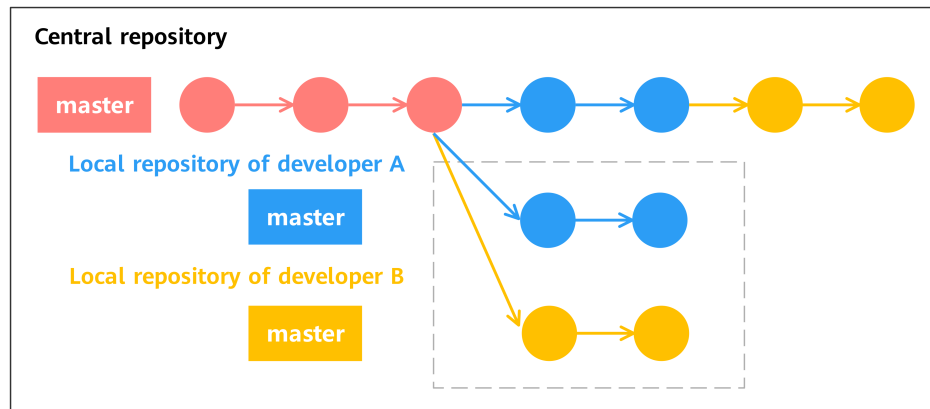 Central repository
master
Local repository of developer A
master
Local repository of developer B
master